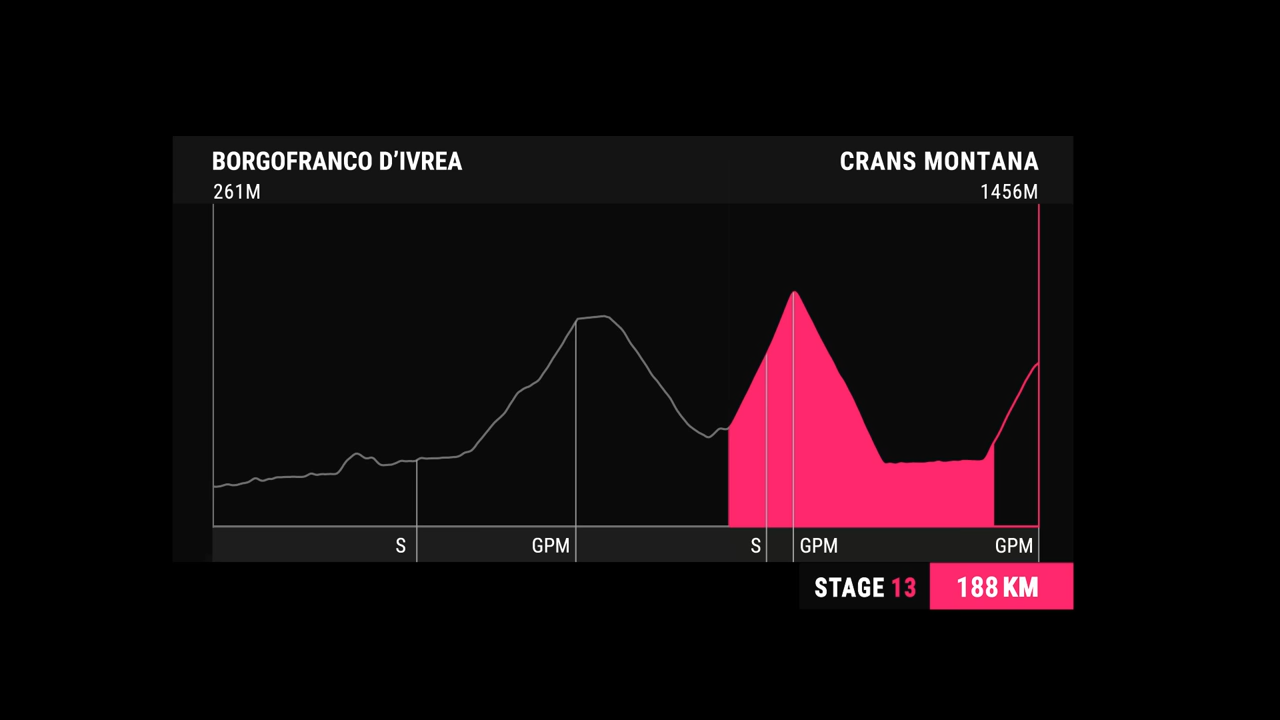 BORGOFRANCO D’IVREA
261M
CRANS MONTANA
1456M
S
GPM
S
GPM
GPM
STAGE 13
188 KM